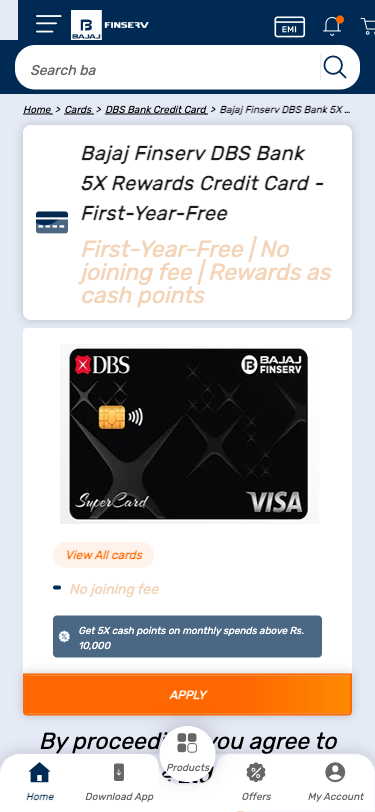 BAJAJ FINSERV
EMI
Search ba
Home > Cards > DBS Bank Credit Card > Bajaj Finserv DBS Bank 5X ...
Bajaj Finserv DBS Bank
5X Rewards Credit Card -
First-Year-Free
First-Year-Free | No
joining fee | Rewards as
cash points
DBS
BAJAJ
FINSERV
SuperCard
VISA
View All cards
No joining fee
Get 5X cash points on monthly spends above Rs.
10,000
APPLY
By proceedi you agree to
Products
Home
Download App
Offers
My Account